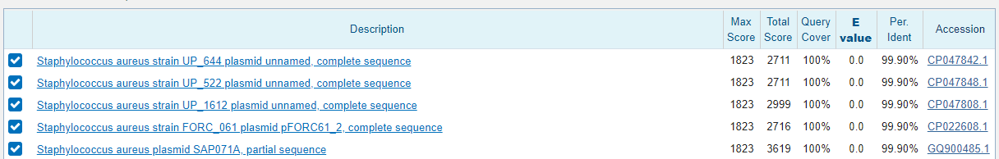 Description Max Score Total Score Query Cover E value Per. Ident Accession
Staphylococcus aureus strain UP_644 plasmid unnamed, complete sequence 1823 2711 100% 0.0 99.90% CP047842.1
Staphylococcus aureus strain UP_522 plasmid unnamed, complete sequence 1823 2711 100% 0.0 99.90% CP047848.1
Staphylococcus aureus strain UP_1612 plasmid unnamed, complete sequence 1823 2999 100% 0.0 99.90% CP047808.1
Staphylococcus aureus strain FORC_061 plasmid pFORC61_2, complete sequence 1823 2716 100% 0.0 99.90% CP022608.1
Staphylococcus aureus plasmid SAP071A, partial sequence 1823 3619 100% 0.0 99.90% GQ900485.1